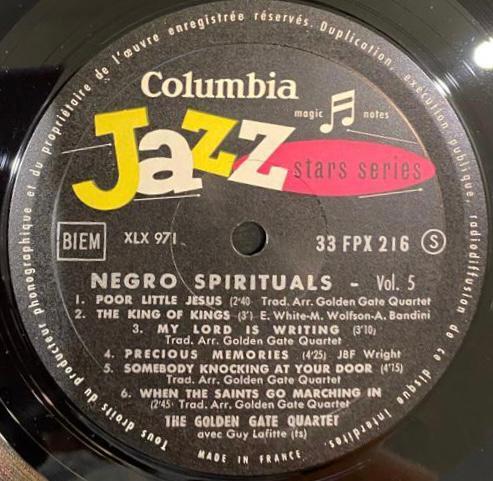 Tous droits du producteur phonographique et du propriétaire de l'œuvre enregistrée réservés. Duplication, exécution publique, radiodiffusion de ce disque interdites.
Columbia
magic notes
Jazz
stars series
BIEM XLX 971 33 FPX 216 S
NEGRO SPIRITUALS - Vol. 5
1. POOR LITTLE JESUS (2'40 Trad. Arr. Golden Gate Quartet
2. THE KING OF KINGS (3') E. White-M. Wolfson-A. Bandini
3. MY LORD IS WRITING (3'10)
Trad. Arr. Golden Gate Quartet
4. PRECIOUS MEMORIES (4'25) JBF Wright
5. SOMEBODY KNOCKING AT YOUR DOOR (4'15)
Trad. Arr. Golden Gate Quartet
6. WHEN THE SAINTS GO MARCHING IN
(2'45) Trad. Arr. Golden Gate Quartet
THE GOLDEN GATE QUARTET
avec Guy Lafitte (ts)
MADE IN FRANCE